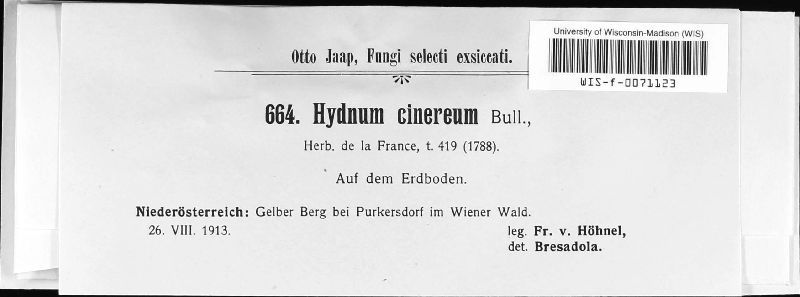 University of Wisconsin-Madison (WIS)
WIS-f-0071123
Otto Jaap, Fungi selecti exsiccati.
664. Hydnum cinereum Bull.,
Herb. de la France, t. 419 (1788).
Auf dem Erdboden.
Niederösterreich: Gelber Berg bei Purkersdorf im Wiener Wald.
26. VIII. 1913.
leg. Fr. v. Höhnel,
det. Bresadola.